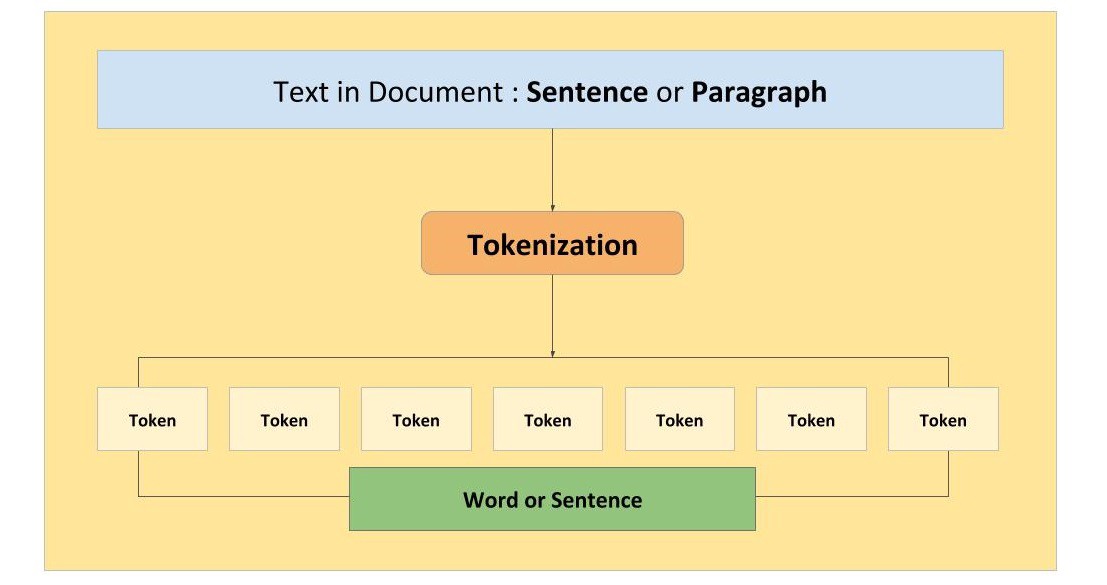 Text in Document : Sentence or Paragraph
Tokenization
Token Token Token Token Token Token Token
Word or Sentence